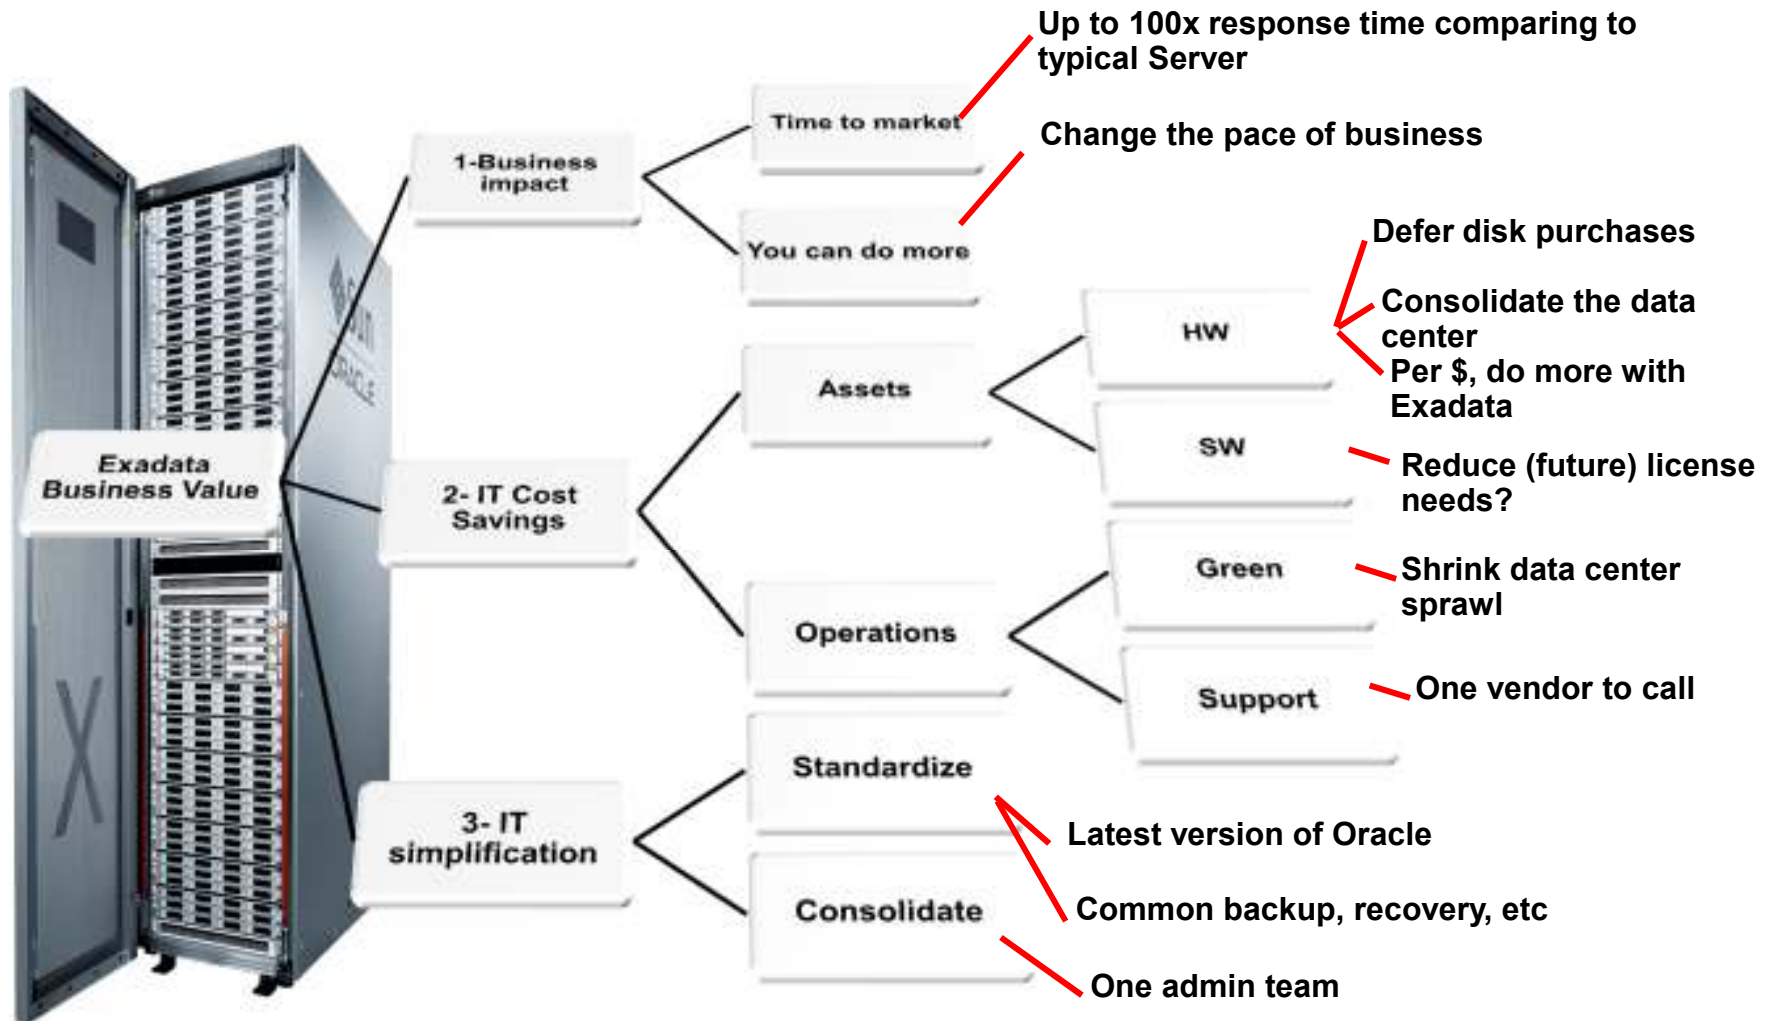 Up to 100x response time comparing to
typical Server
Time to market
Change the pace of business
1-Business
impact
You can do more
Defer disk purchases
Consolidate the data
center
HW
Per $, do more with
Exadata
Assets
SW
Reduce (future) license
needs?
Sun
ORACLE
Exadata
Business Value
2- IT Cost
Savings
Green
Shrink data center
sprawl
Operations
Support
One vendor to call
Standardize
3- IT
simplification
Latest version of Oracle
Consolidate
Common backup, recovery, etc
One admin team
X